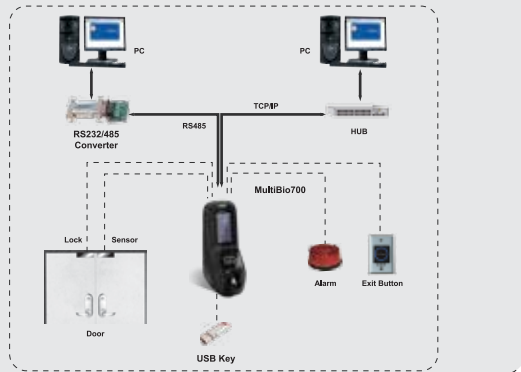 PC
PC
TCP/IP
RS485
RS232/485
Converter
HUB
MultiBio700
Lock
Sensor
Alarm
Exit Button
Door
USB Key